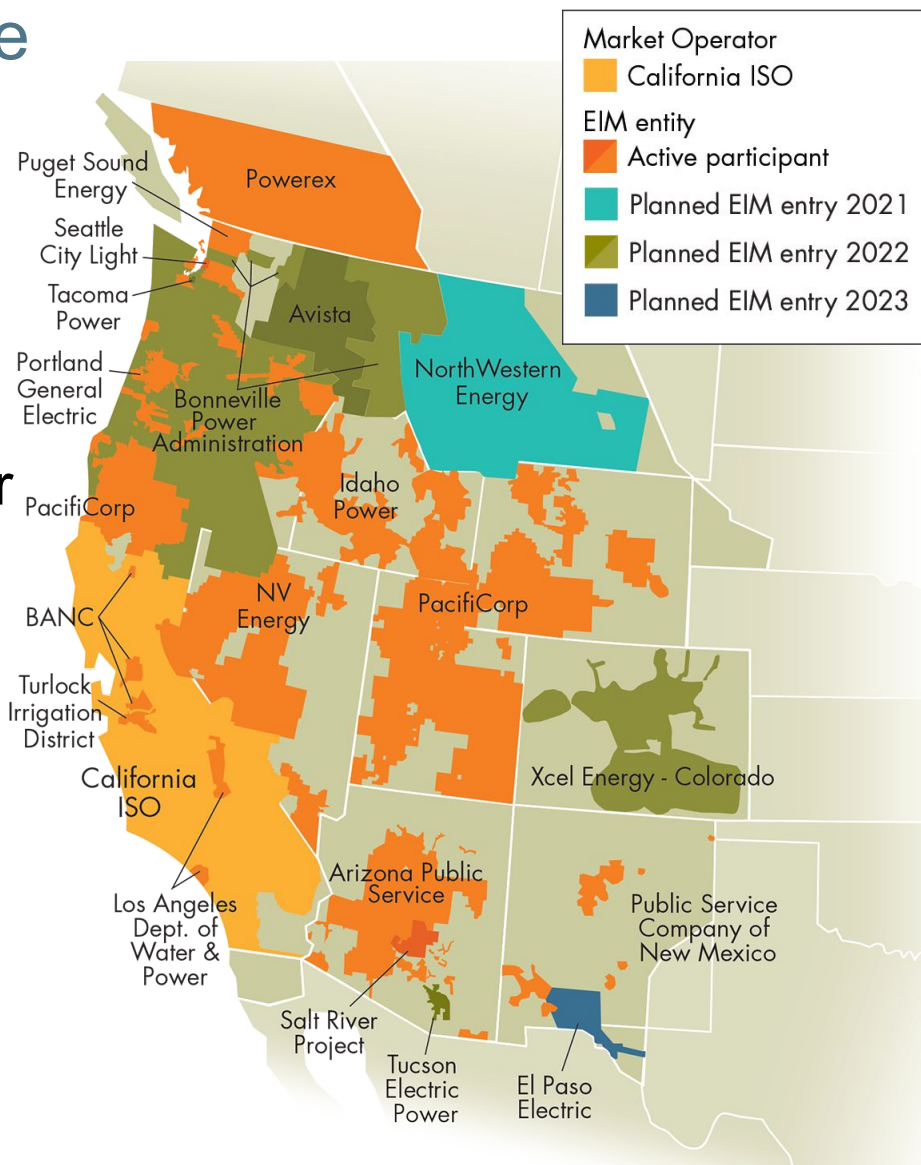 e
r
Market Operator
California ISO
EIM entity
Active participant
Planned EIM entry 2021
Planned EIM entry 2022
Planned EIM entry 2023
Puget Sound
Energy
Powerex
Seattle
City Light
Tacoma
Power
Avista
Portland
General
Electric
NorthWestern
Energy
Bonneville
Power
Administration
Idaho
Power
PacifiCorp
NV
Energy
PacifiCorp
BANC
Turlock
Irrigation
District
California
ISO
Xcel Energy - Colorado
Arizona Public
Service
Los Angeles
Dept. of
Water &
Power
Public Service
Company of
New Mexico
Salt River
Project
Tucson
Electric
Power
El Paso
Electric